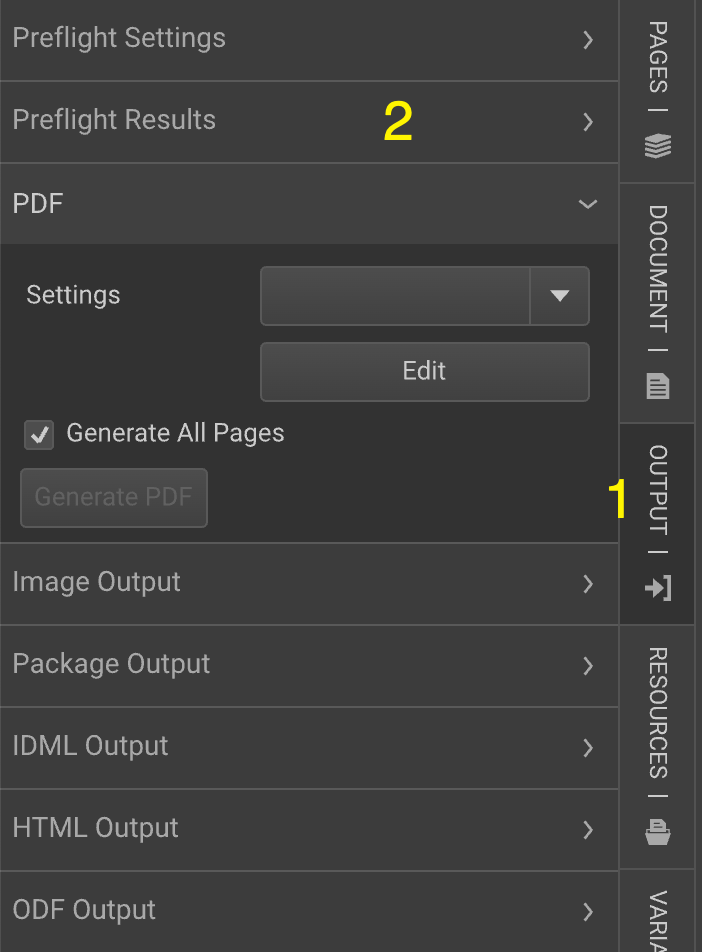 Preflight Settings
Preflight Results
2
PDF
Settings
Edit
Generate All Pages
Generate PDF
Image Output
Package Output
IDML Output
HTML Output
ODF Output
PAGES
DOCUMENT
1
OUTPUT
RESOURCES
VARIA